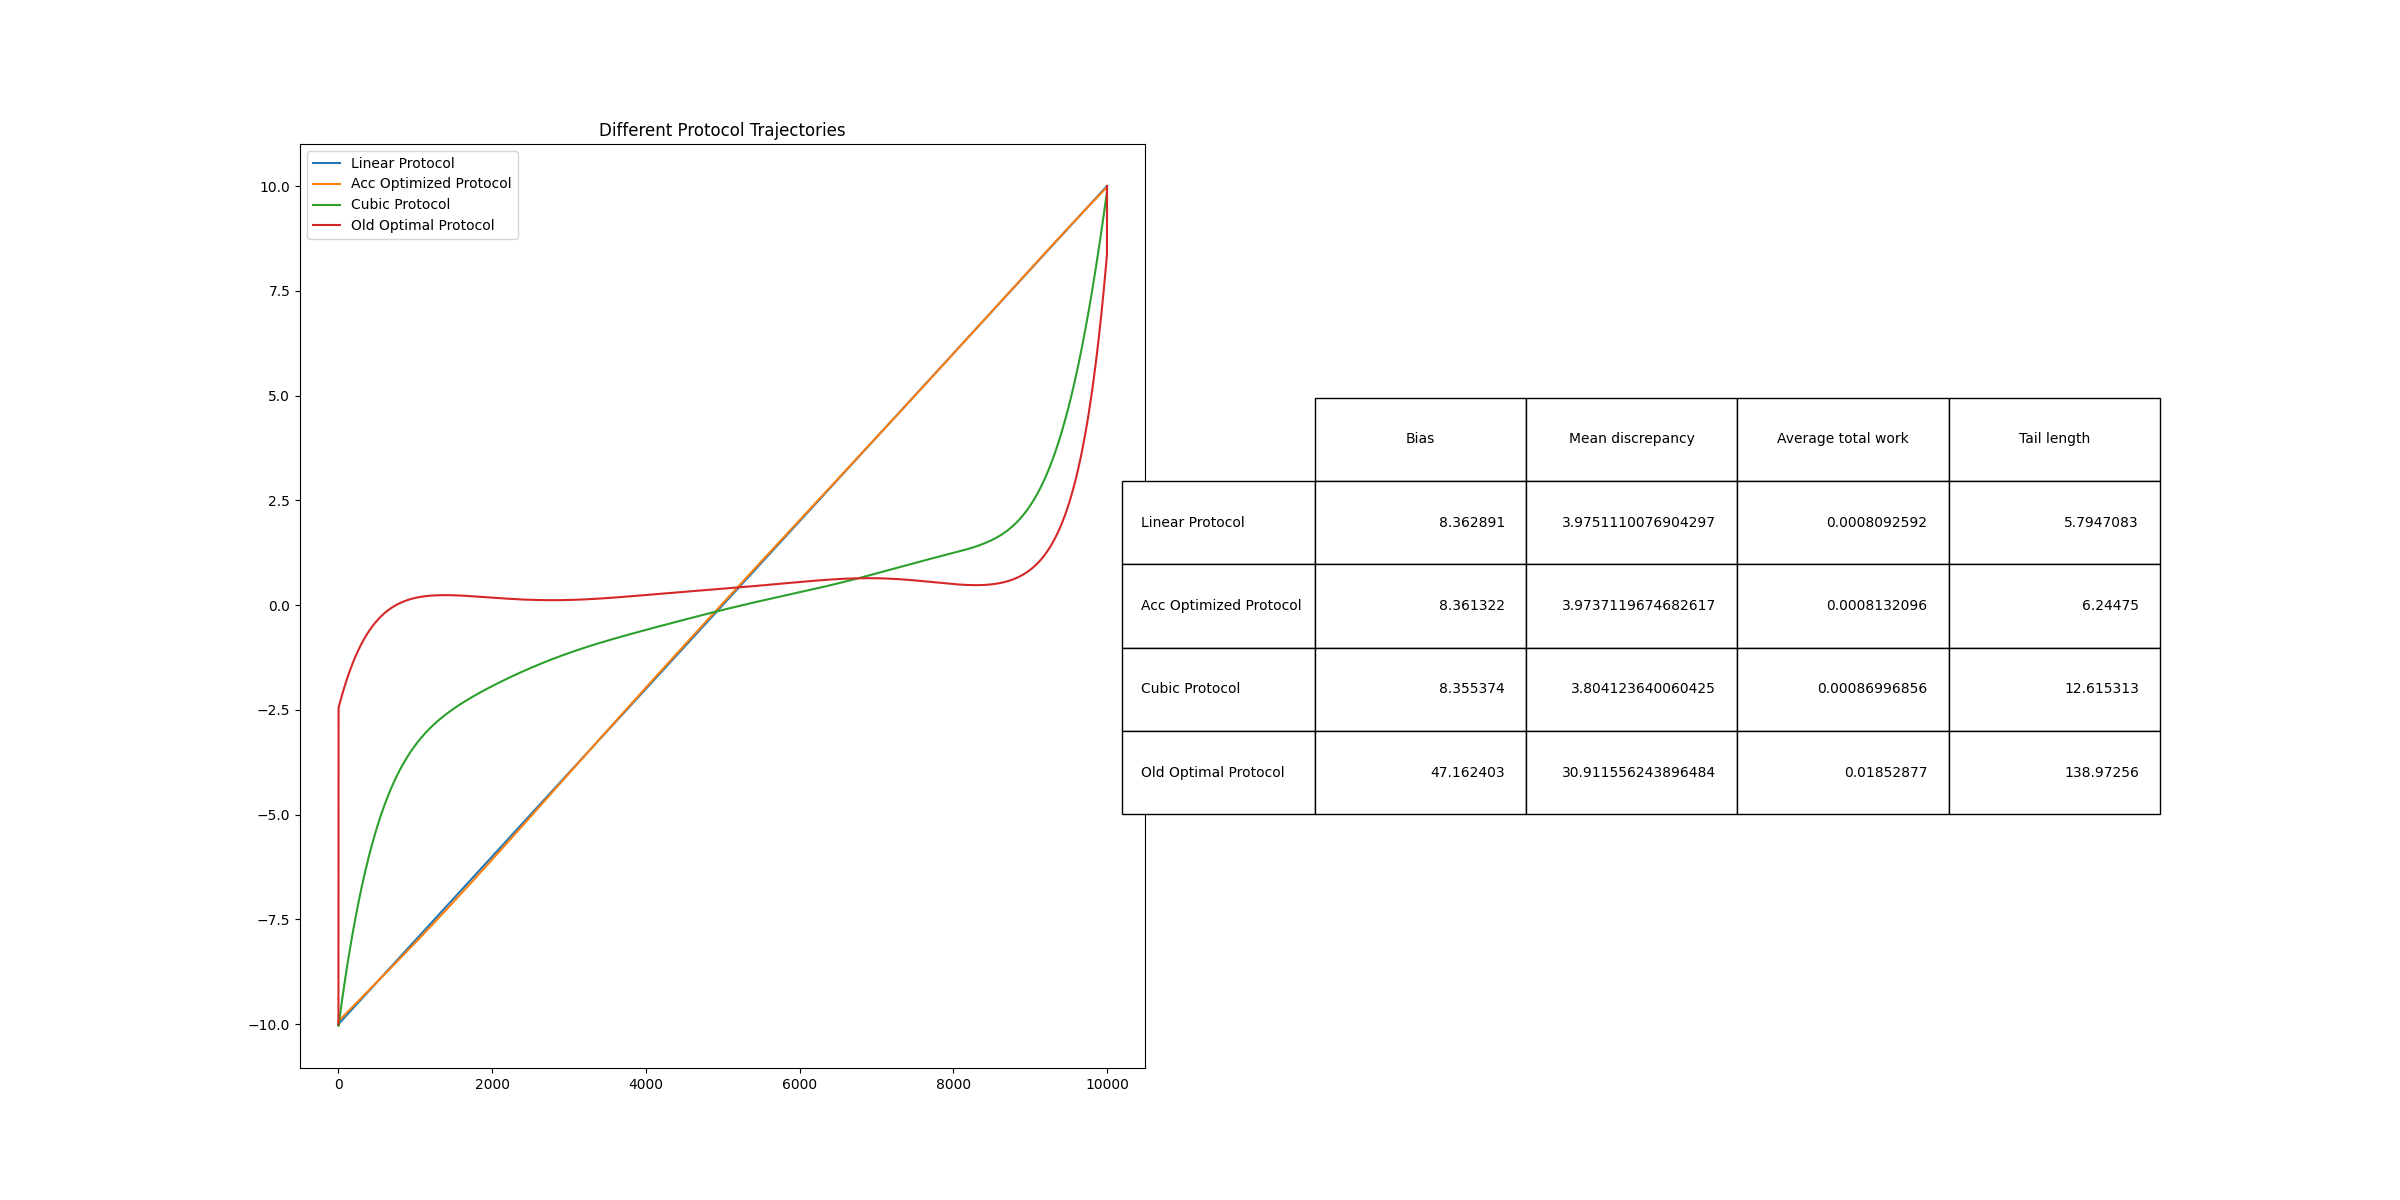 Different Protocol Trajectories
Linear Protocol
Acc Optimized Protocol
Cubic Protocol
Old Optimal Protocol
10.0
7.5
5.0
2.5
0.0
−2.5
−5.0
−7.5
−10.0
0 2000 4000 6000 8000 10000
Bias Mean discrepancy Average total work Tail length
Linear Protocol 8.362891 3.9751110076904297 0.0008092592 5.7947083
Acc Optimized Protocol 8.361322 3.9737119674682617 0.0008132096 6.24475
Cubic Protocol 8.355374 3.804123640060425 0.00086996856 12.615313
Old Optimal Protocol 47.162403 30.911556243896484 0.01852877 138.97256